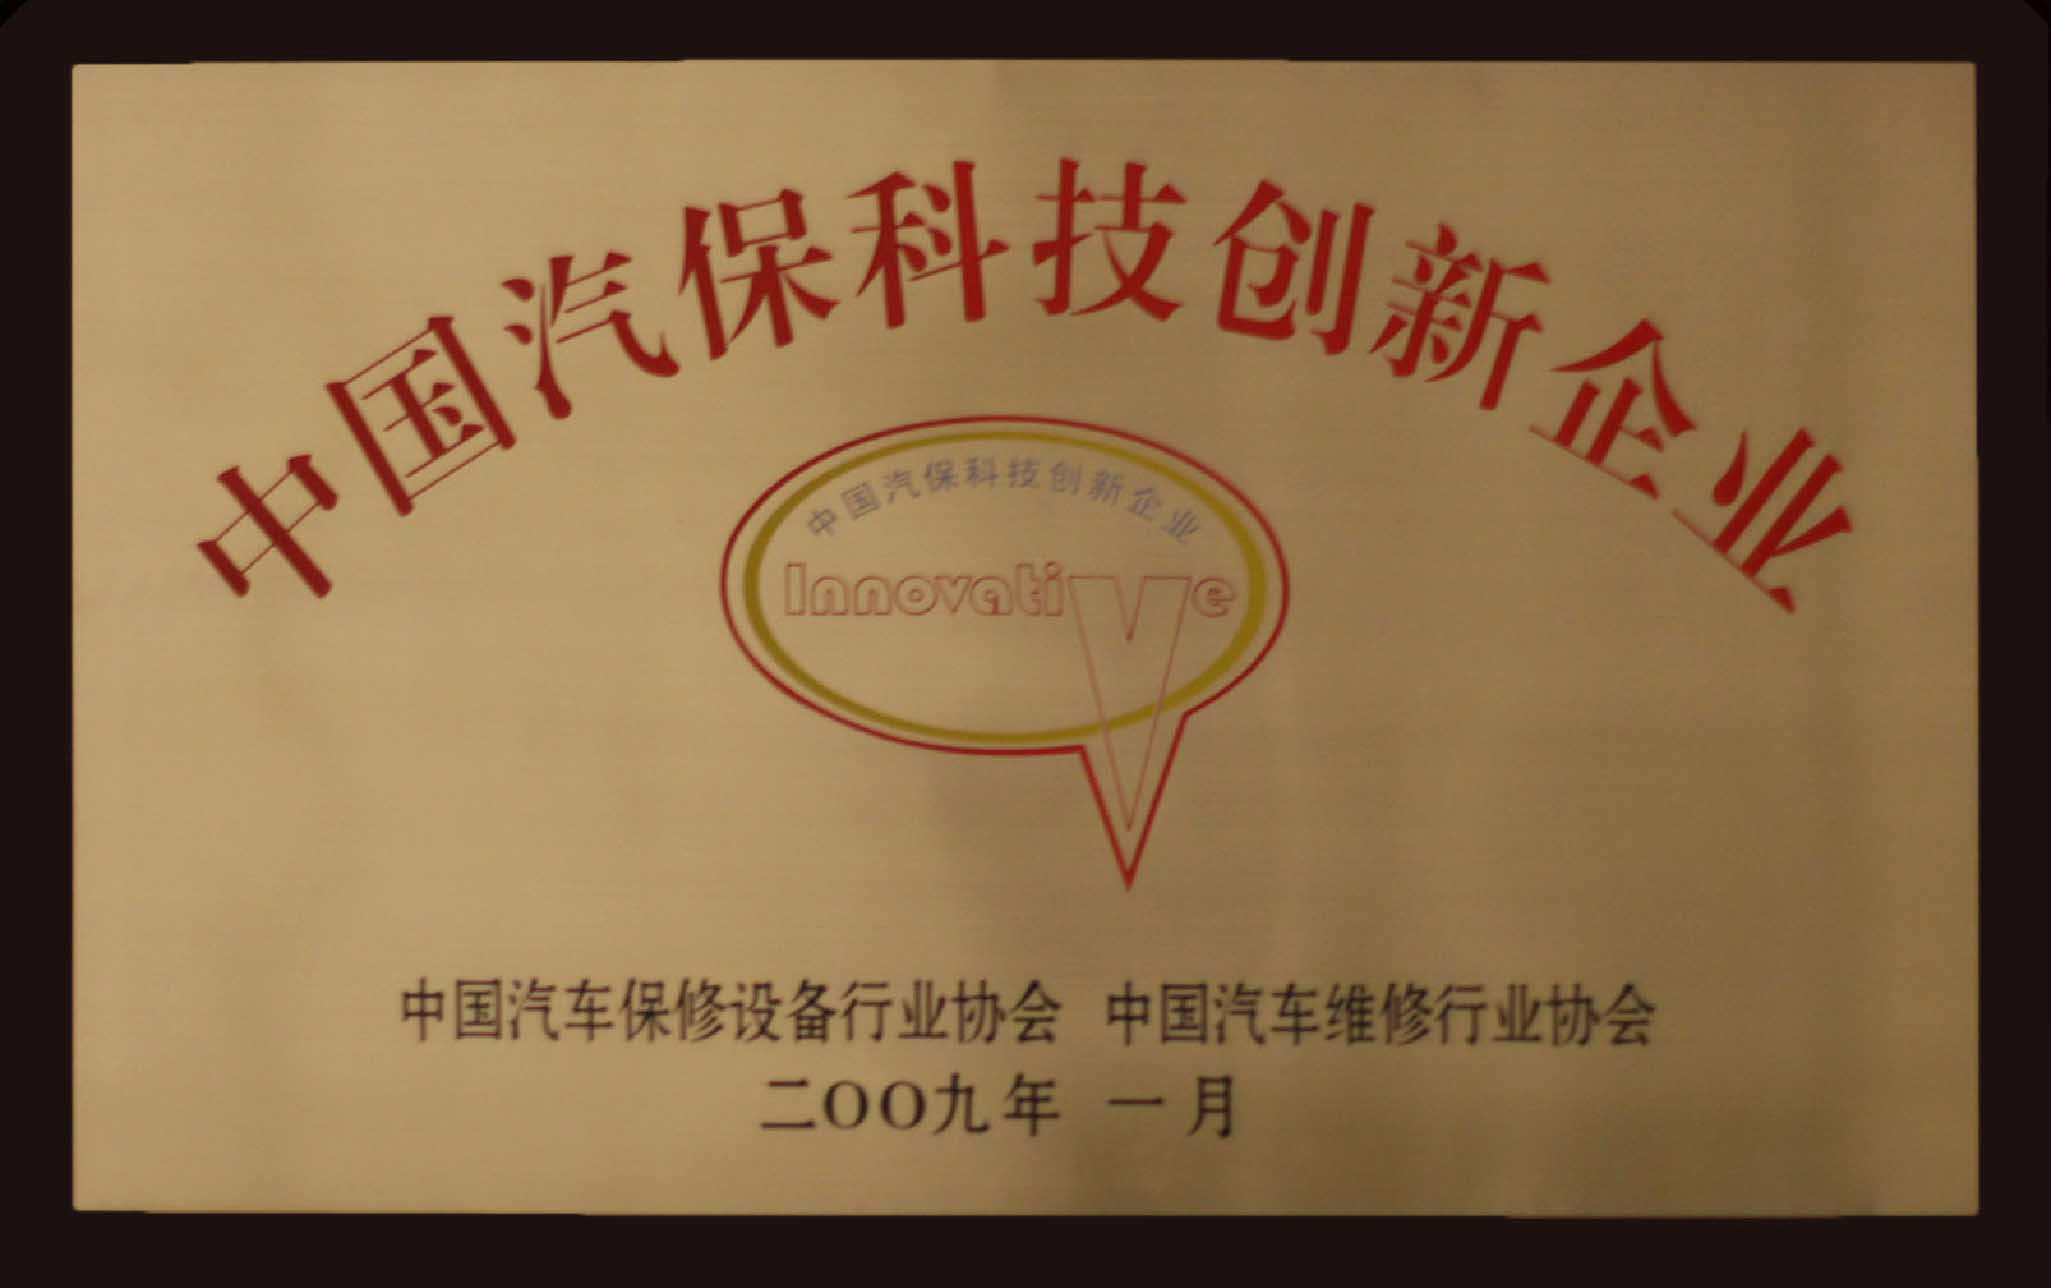 中国汽保科技创新企业
中国汽保科技创新企业
Innovative
中国汽车保修设备行业协会 中国汽车维修行业协会
二OO九年 一月